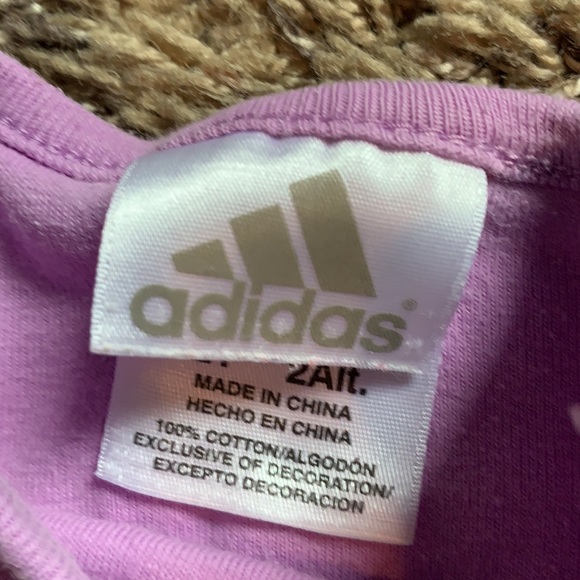 adidas®
2Alt.
MADE IN CHINA
HECHO EN CHINA
100% COTTON/ALGODÓN
EXCLUSIVE OF DECORATION/
EXCEPTO DECORACION